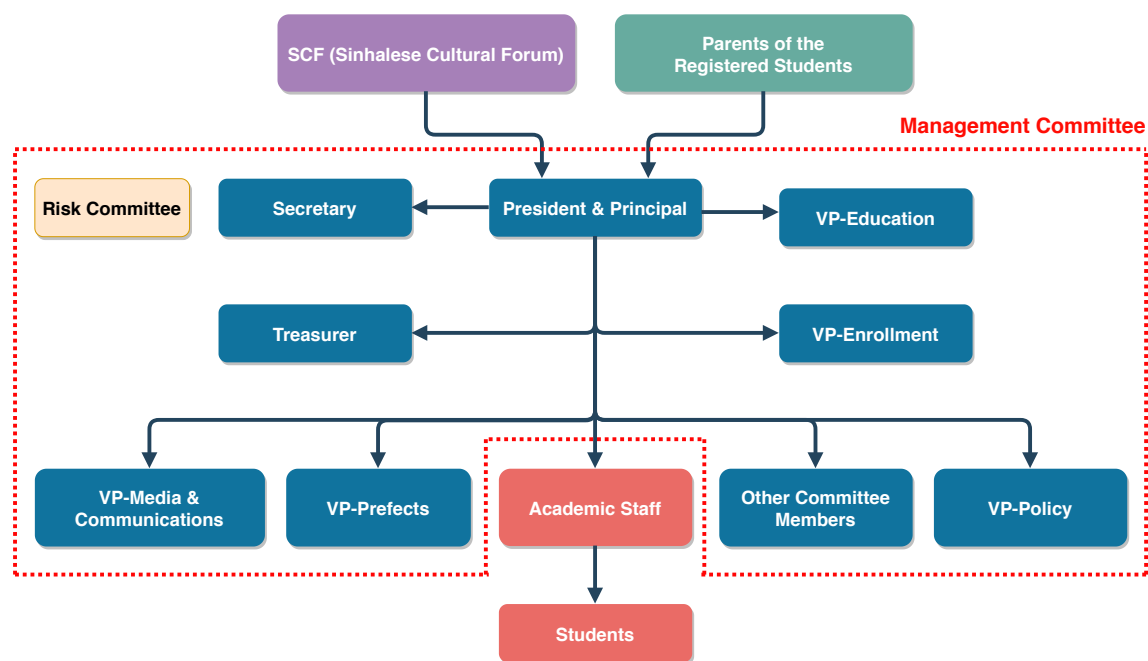 SCF (Sinhalese Cultural Forum)
Parents of the
Registered Students
Management Committee
Risk Committee
Secretary
President & Principal
VP-Education
Treasurer
VP-Enrollment
VP-Media &
Communications
VP-Prefects
Academic Staff
Other Committee
Members
VP-Policy
Students